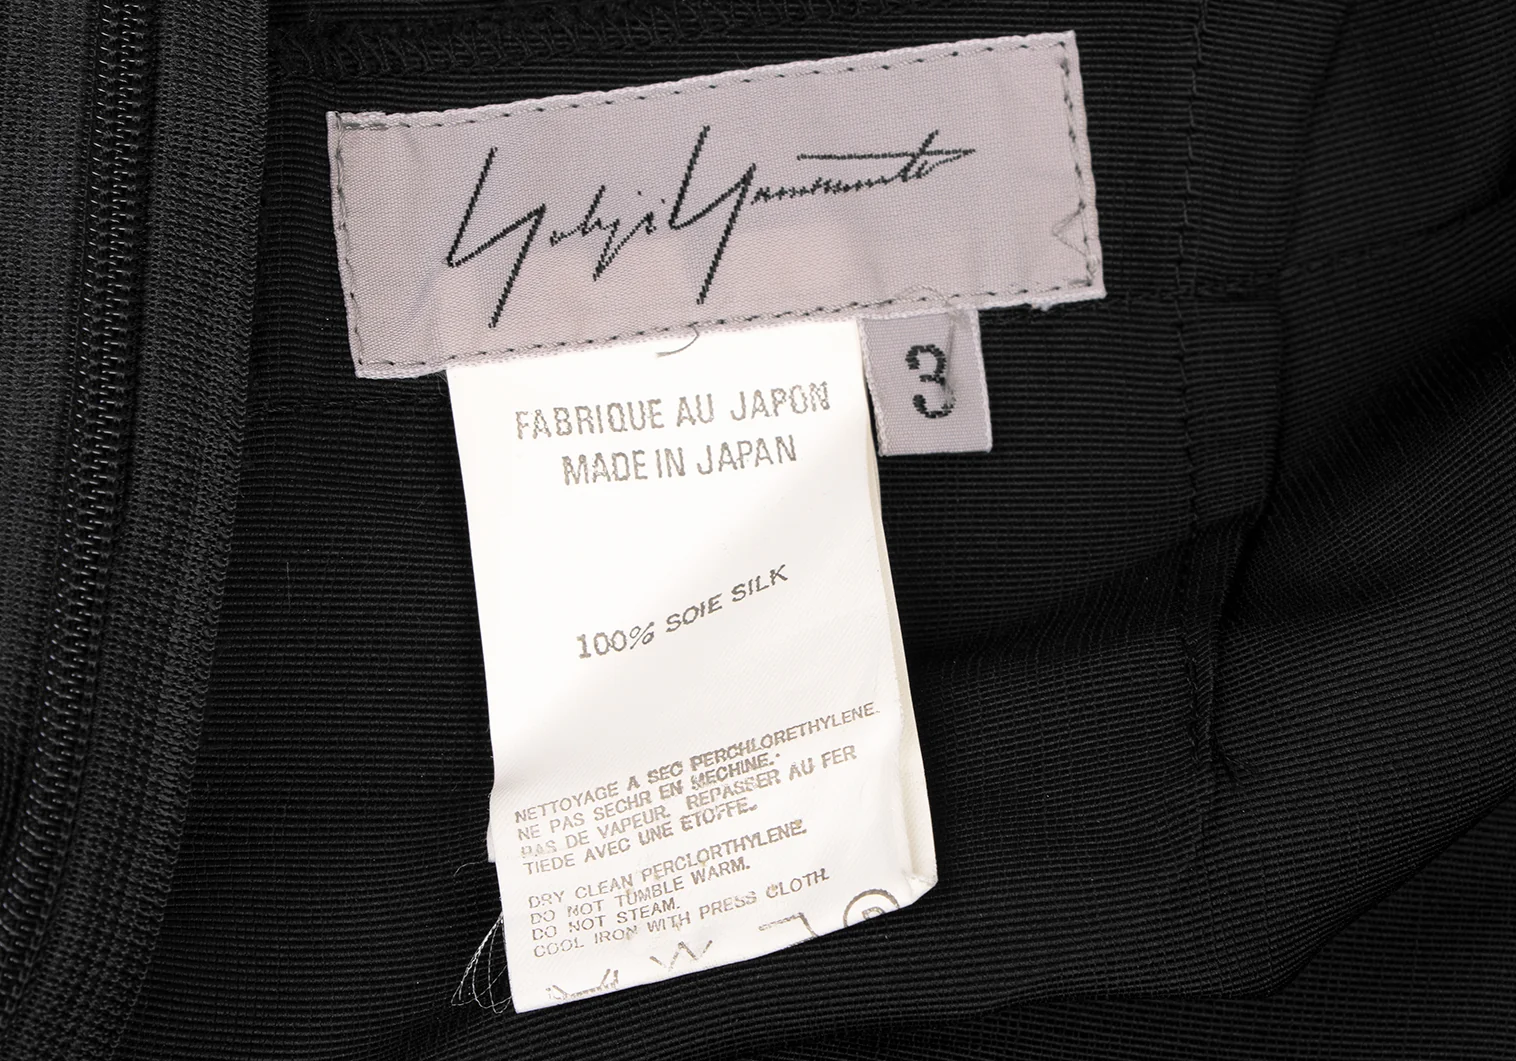 Yohji Yamamoto
3
FABRIQUE AU JAPON
MADE IN JAPAN
100% SOIE SILK
NETTOYAGE A SEC PERCHLORETHYLENE.
NE PAS SECHR EN MECHINE.
PAS DE VAPEUR. REPASSER AU FER
TIEDE AVEC UNE ETOFFE.
DRY CLEAN PERCLORTHYLENE.
DO NOT TUMBLE WARM.
DO NOT STEAM.
COOL IRON WITH PRESS CLOTH.